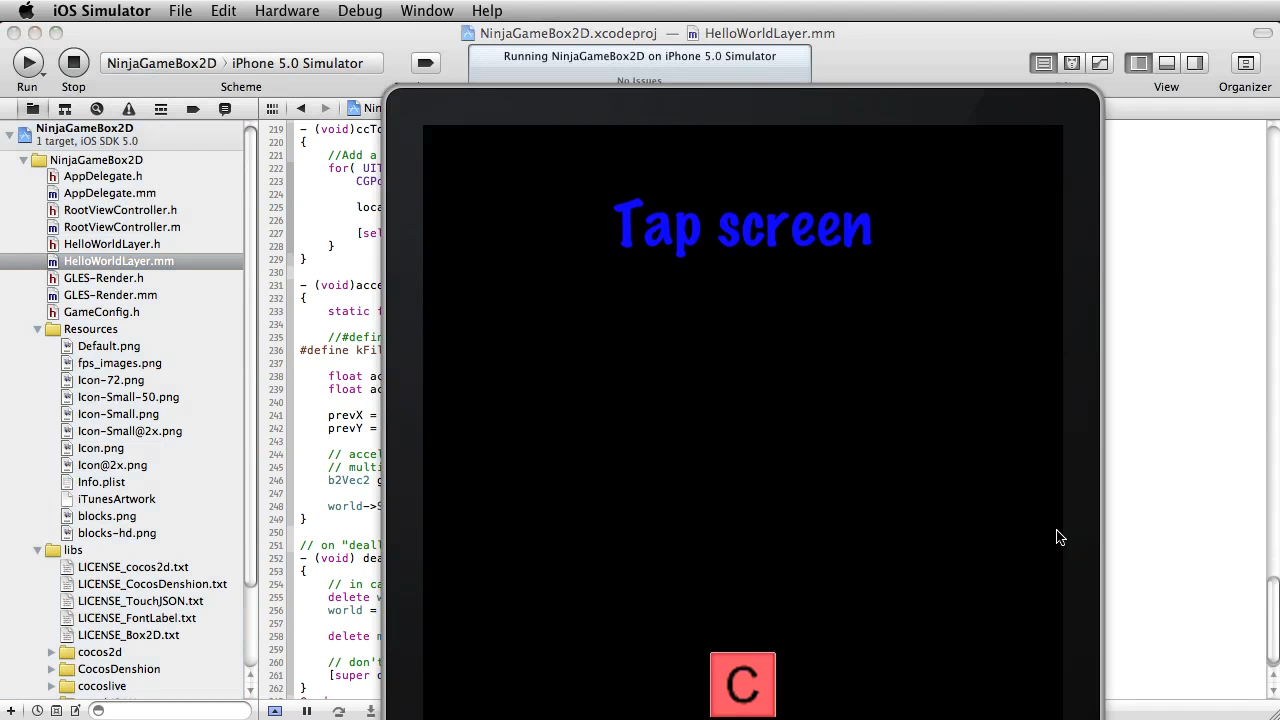 iOS Simulator File Edit Hardware Debug Window Help
NinjaGameBox2D.xcodeproj — HelloWorldLayer.mm
NinjaGameBox2D 〉 iPhone 5.0 Simulator
Running NinjaGameBox2D on iPhone 5.0 Simulator
No Issues
Run Stop Scheme View Organizer
NinjaGameBox2D
1 target, iOS SDK 5.0
NinjaGameBox2D
AppDelegate.h
AppDelegate.mm
RootViewController.h
RootViewController.m
HelloWorldLayer.h
HelloWorldLayer.mm
GLES-Render.h
GLES-Render.mm
GameConfig.h
Resources
Default.png
fps_images.png
Icon-72.png
Icon-Small-50.png
Icon-Small.png
Icon-Small@2x.png
Icon.png
Icon@2x.png
Info.plist
iTunesArtwork
blocks.png
blocks-hd.png
libs
LICENSE_cocos2d.txt
LICENSE_CocosDenshion.txt
LICENSE_TouchJSON.txt
LICENSE_FontLabel.txt
LICENSE_Box2D.txt
cocos2d
CocosDenshion
cocoslive
Nin
219 - (void)ccTo
220 {
221 //Add a
222 for( UIT
223 CGPo
224
225 loca
226
227 [sel
228 }
229 }
230
231 - (void)acce
232 {
233 static f
234
235 //#defin
236 #define kFil
237
238 float ac
239 float ac
240
241 prevX =
242 prevY =
243
244 // accel
245 // multi
246 b2Vec2 g
247
248 world->S
249 }
250
251 // on "deall
252 - (void) dea
253 {
254 // in ca
255 delete w
256 world =
257
258 delete m
259
260 // don't
261 [super d
262 }
Tap screen
C